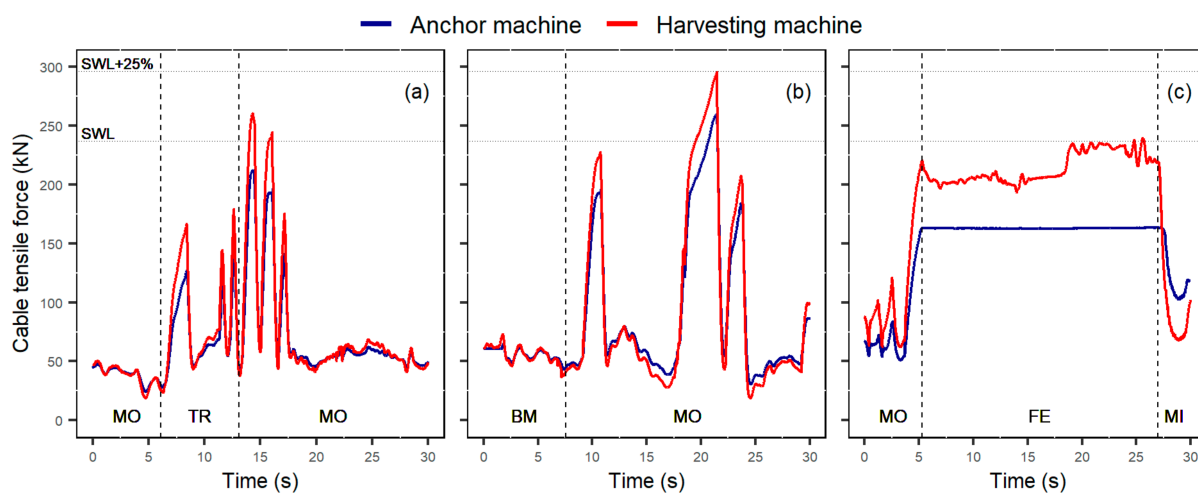 Anchor machine Harvesting machine
Cable tensile force (kN)
300
250
200
150
100
50
0
SWL+25%
SWL
(a)
MO TR MO
0 5 10 15 20 25 30
Time (s)
(b)
BM MO
0 5 10 15 20 25 30
Time (s)
(c)
MO FE MI
0 5 10 15 20 25 30
Time (s)